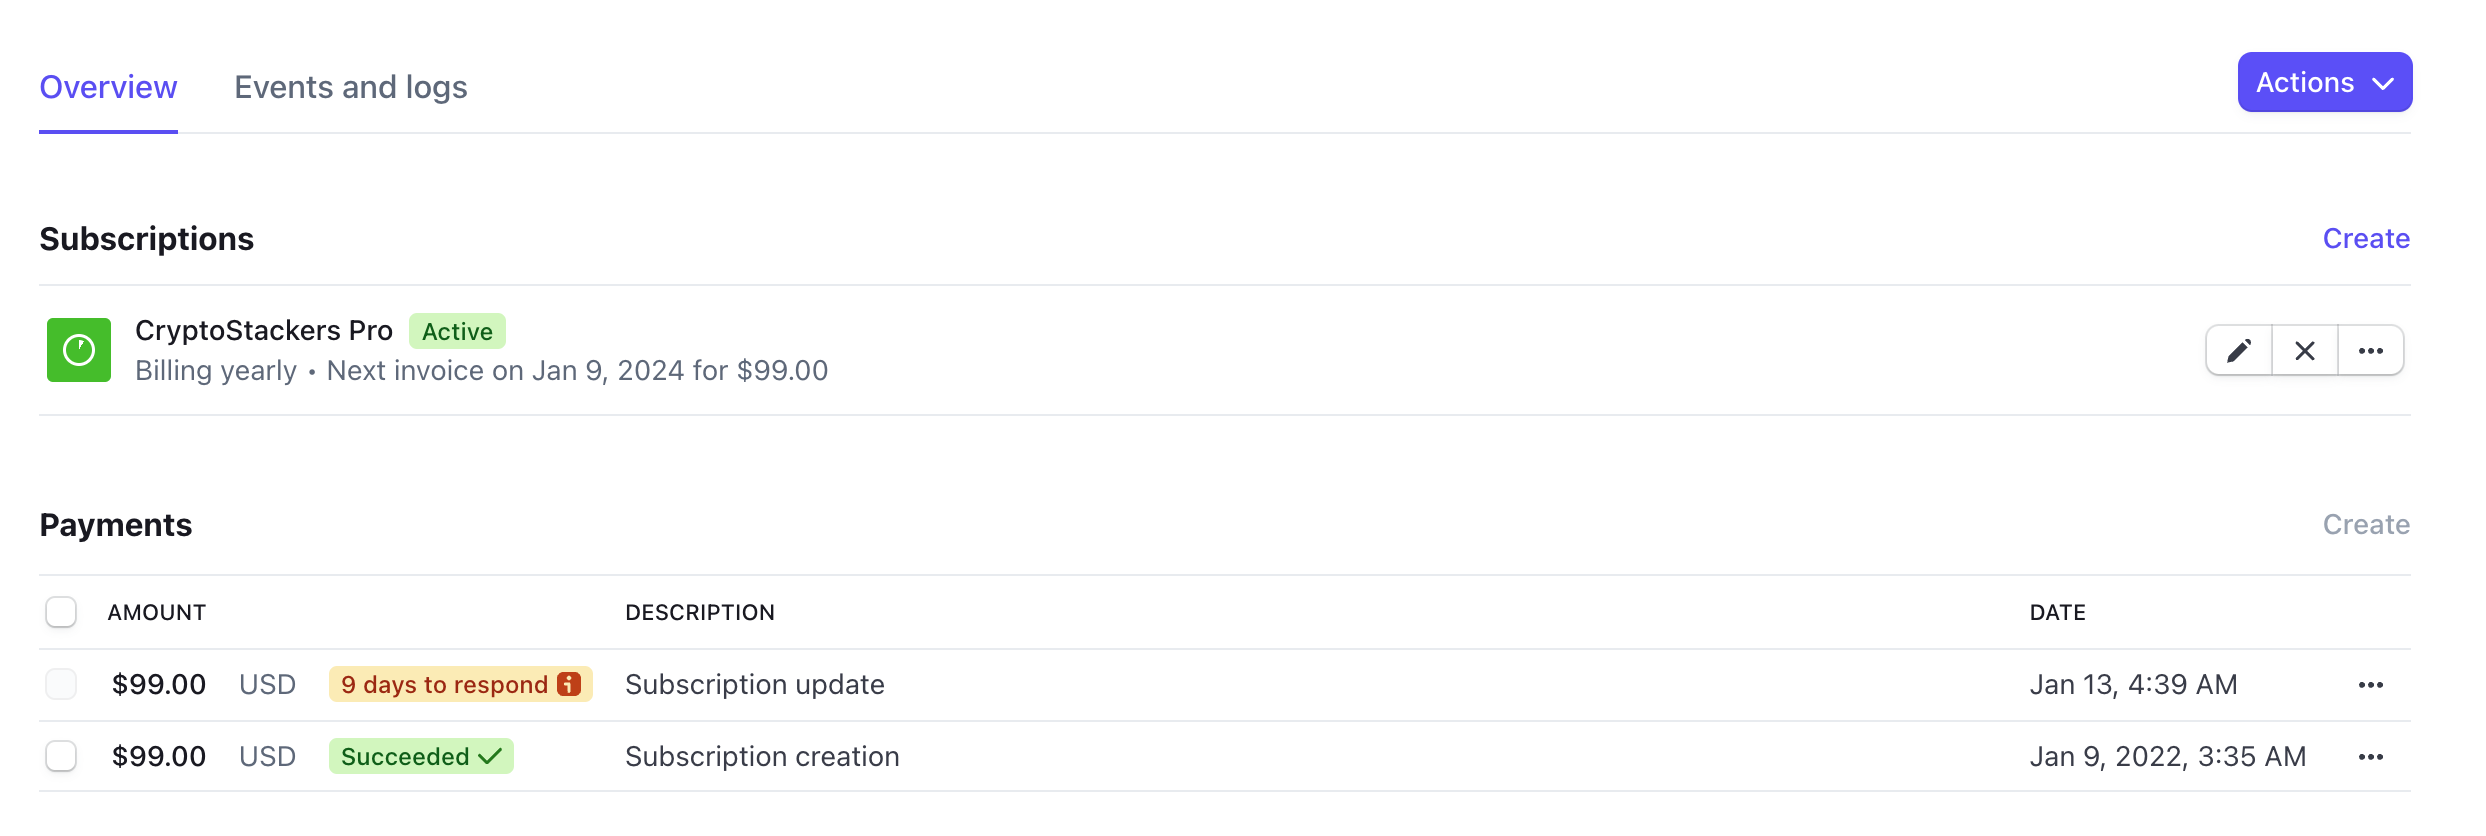 Overview Events and logs Actions
Subscriptions Create
CryptoStackers Pro Active
Billing yearly • Next invoice on Jan 9, 2024 for $99.00
Payments Create
AMOUNT DESCRIPTION DATE
$99.00 USD 9 days to respond Subscription update Jan 13, 4:39 AM
$99.00 USD Succeeded Subscription creation Jan 9, 2022, 3:35 AM